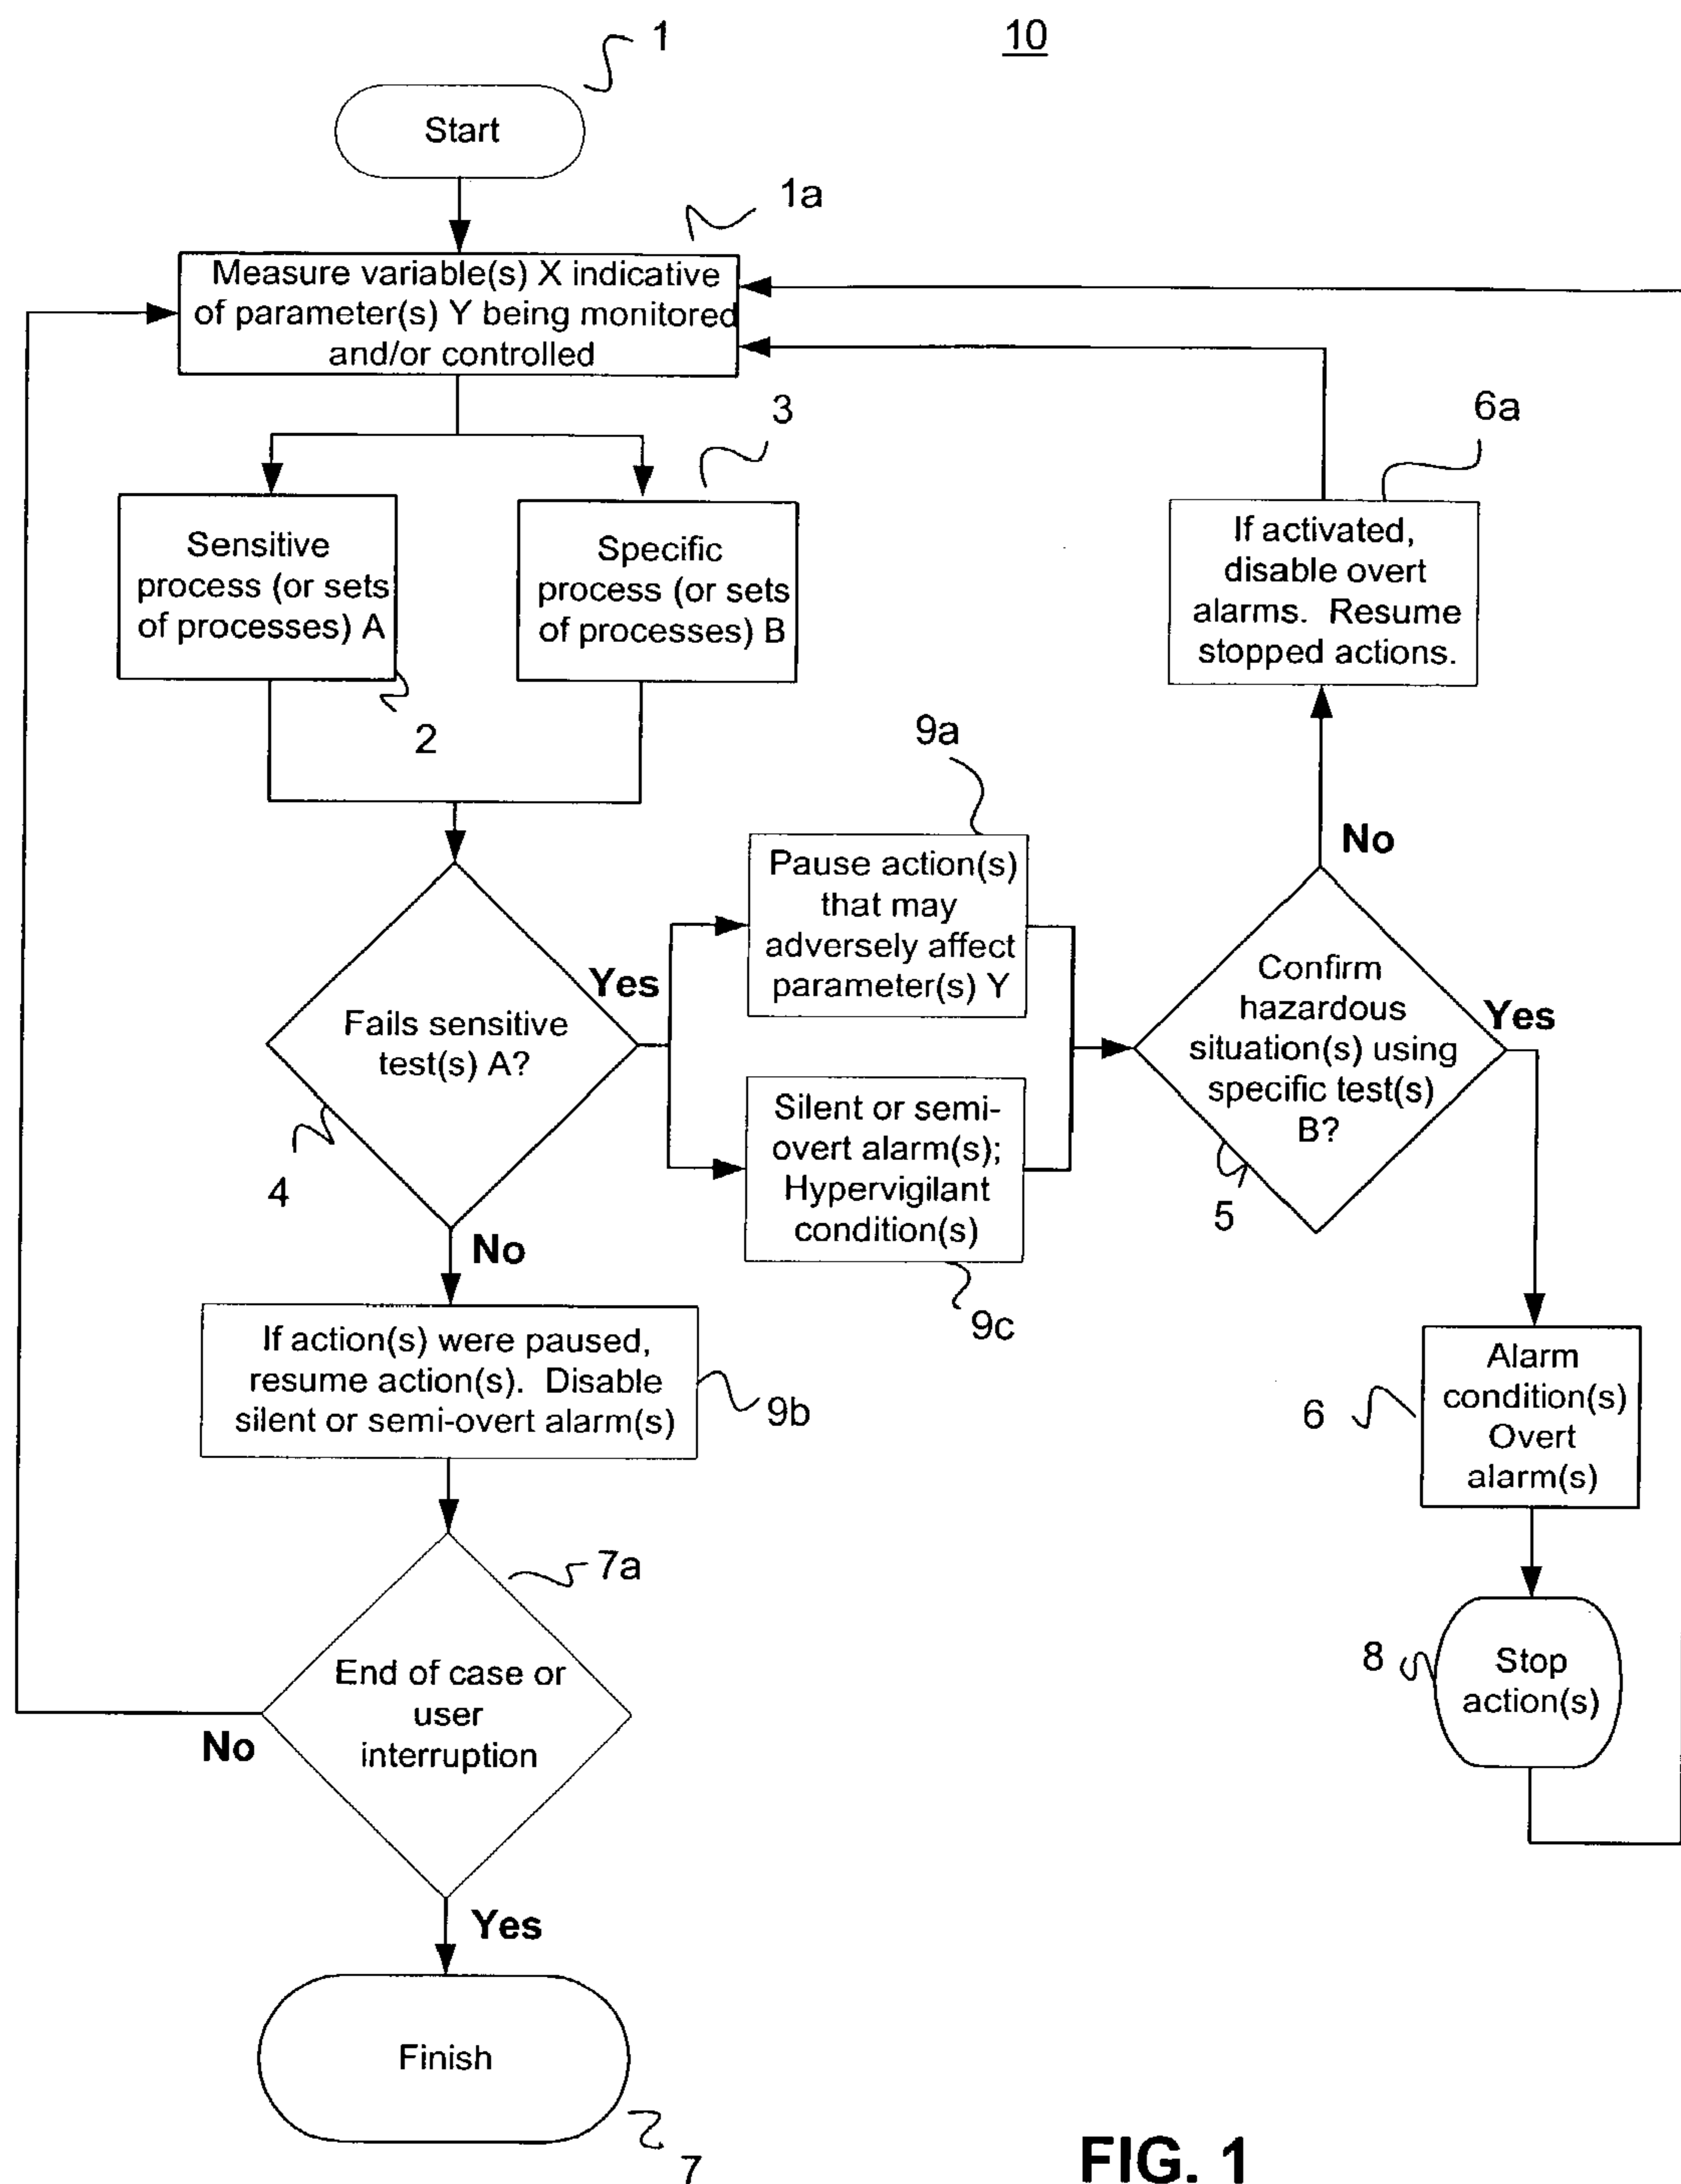 1
10
Start
1a
Measure variable(s) X indicative
of parameter(s) Y being monitored
and/or controlled
3
6a
Sensitive
process (or sets
of processes) A
Specific
process (or sets
of processes) B
If activated,
disable overt
alarms. Resume
stopped actions.
2
9a
No
Pause action(s)
that may
adversely affect
parameter(s) Y
Yes
Fails sensitive
test(s) A?
Confirm
hazardous
situation(s) using
specific test(s)
B?
Yes
Silent or semi-
overt alarm(s);
Hypervigilant
condition(s)
4
5
No
9c
If action(s) were paused,
resume action(s). Disable
silent or semi-overt alarm(s)
9b
Alarm
condition(s)
Overt
alarm(s)
6
7a
End of case or
user
interruption
No
8
Stop
action(s)
Yes
Finish
7
FIG. 1